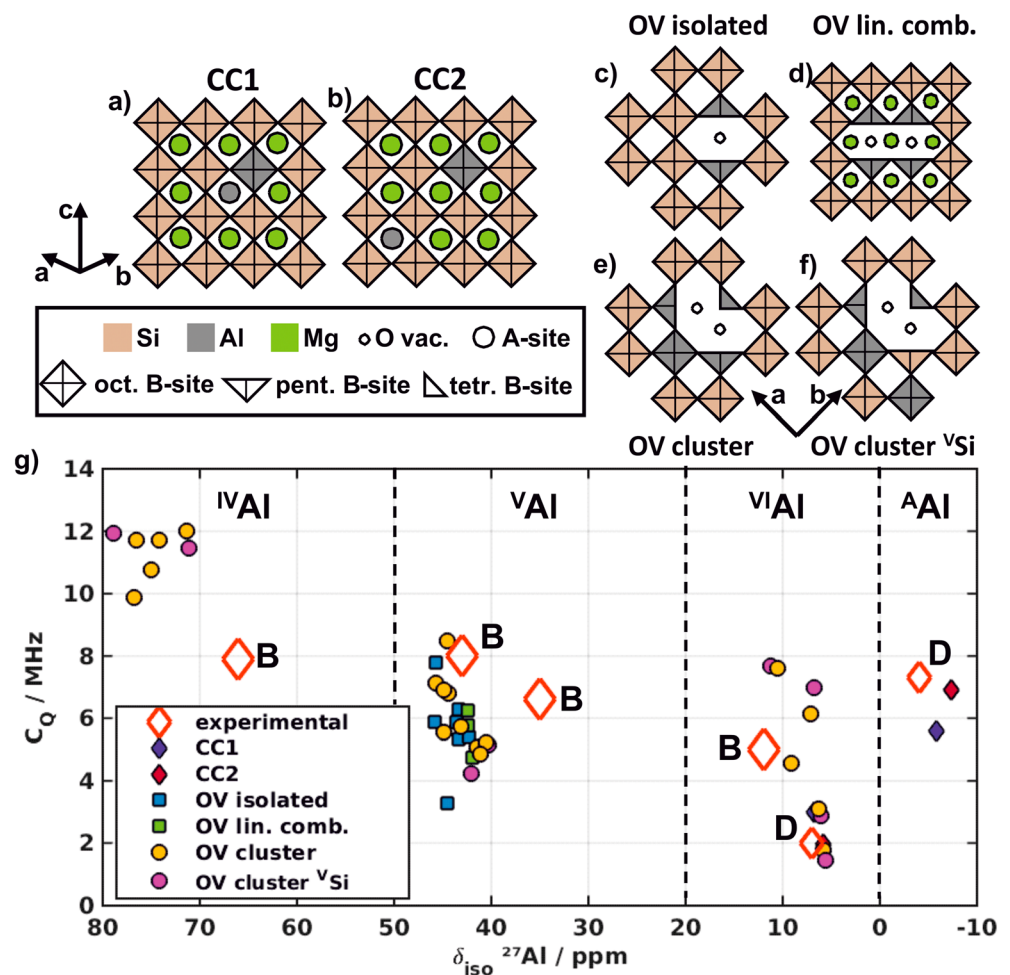 OV isolated
OV lin. comb.
CC1
CC2
a)
b)
c)
d)
c
a
b
e)
f)
Si
Al
Mg
O vac.
A-site
oct. B-site
pent. B-site
tetr. B-site
a
b
OV cluster
OV cluster ⱽSi
g)
14
12
10
8
6
4
2
0
C_Q / MHz
ᴵⱽAl
ⱽAl
ⱽᴵAl
ᴬAl
B
B
B
B
D
D
experimental
CC1
CC2
OV isolated
OV lin. comb.
OV cluster
OV cluster ⱽSi
80 70 60 50 40 30 20 10 0 -10
δ_iso ²⁷Al / ppm